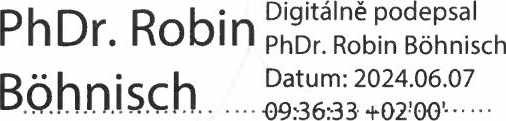 PhDr. Robin
Böhnisch
Digitálně podepsal
PhDr. Robin Böhnisch
Datum: 2024.06.07
09:36:33 +02'00'